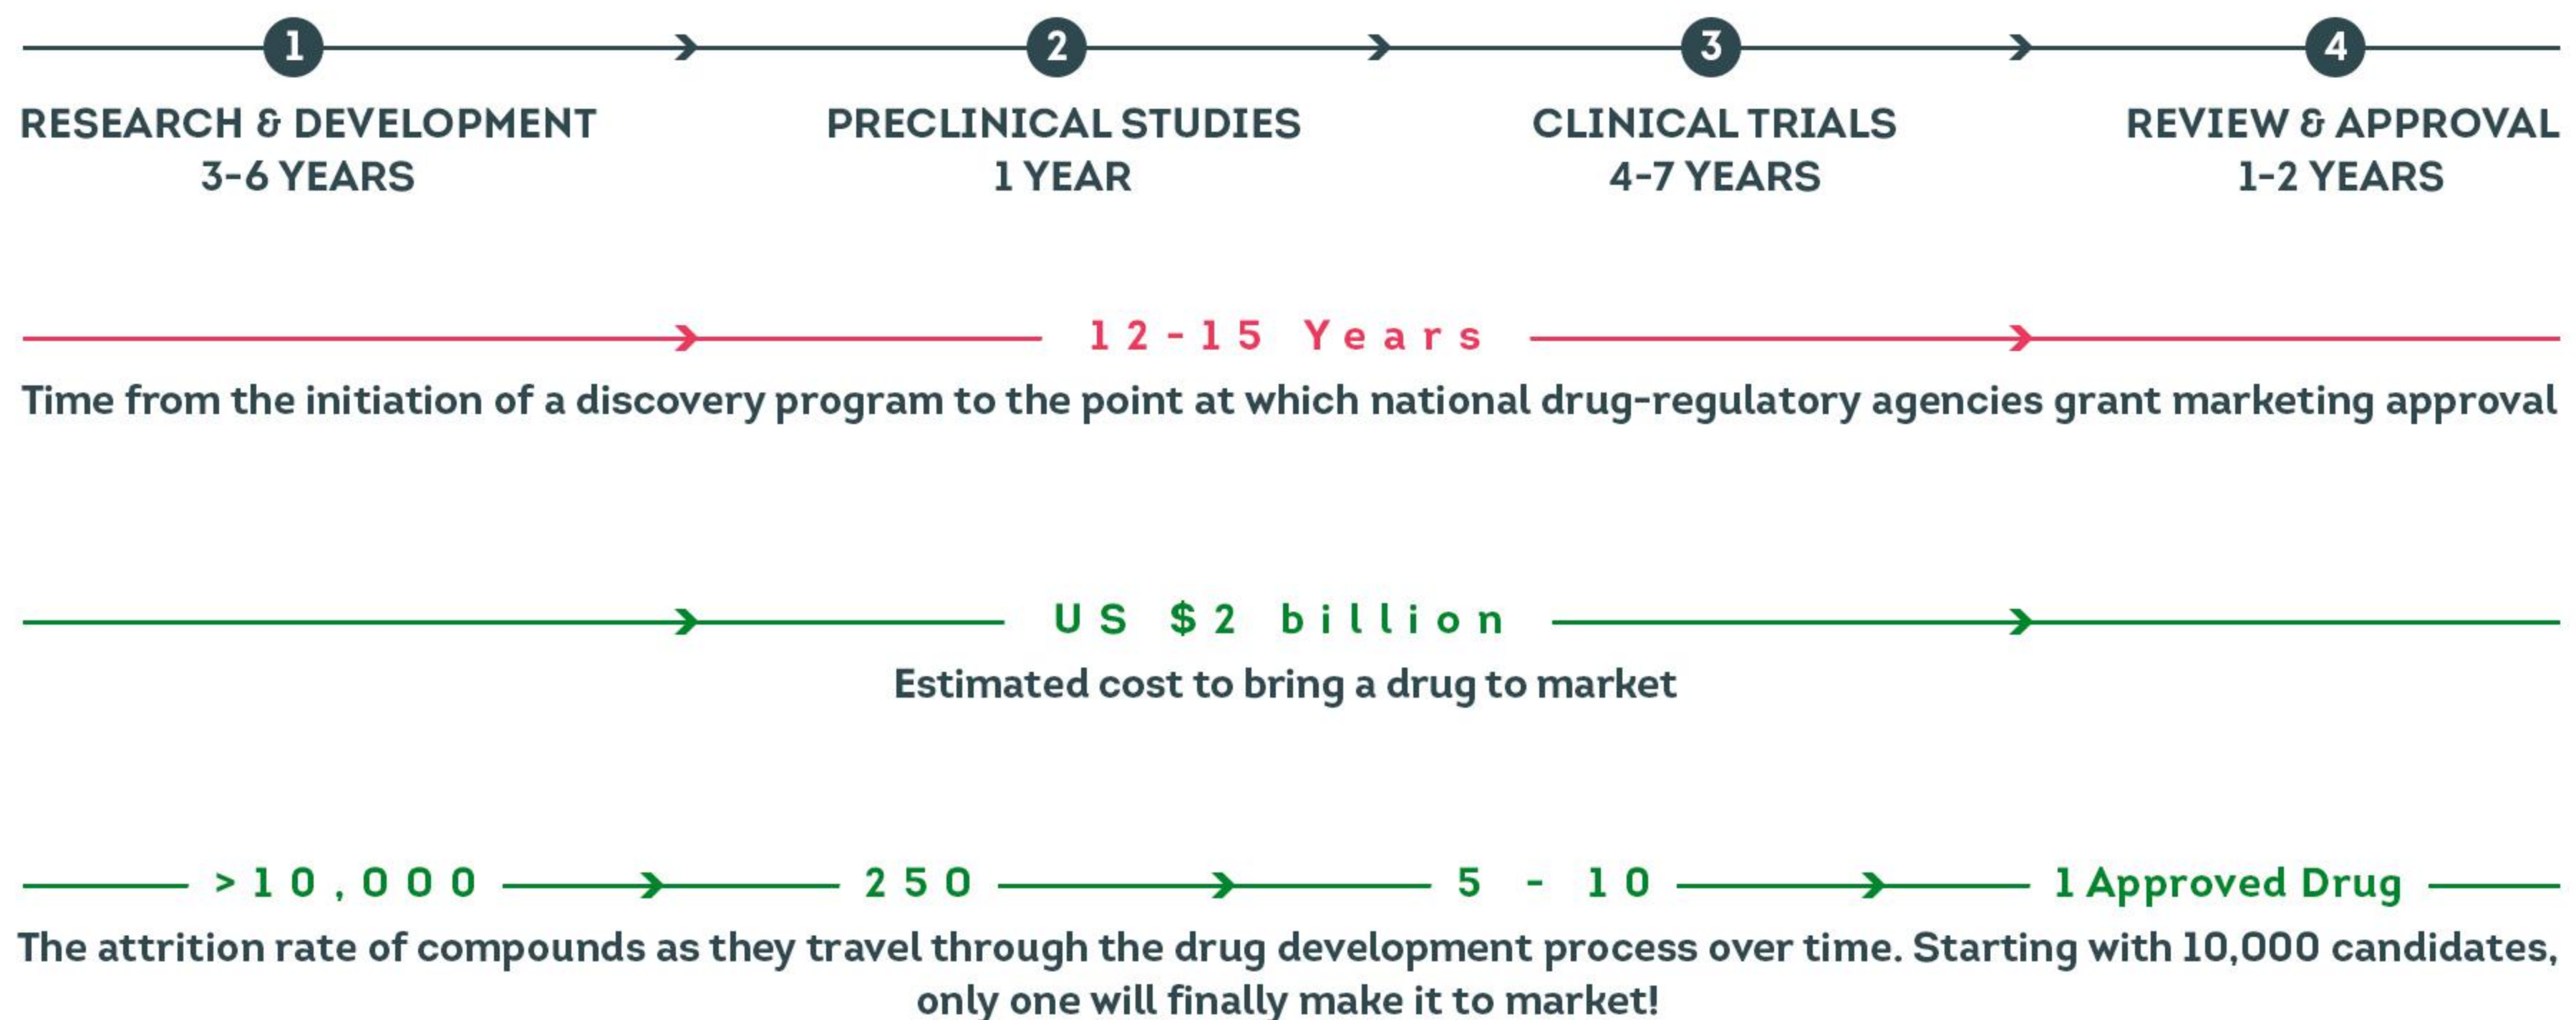 1 2 3 4
RESEARCH & DEVELOPMENT PRECLINICAL STUDIES CLINICAL TRIALS REVIEW & APPROVAL
3-6 YEARS 1 YEAR 4-7 YEARS 1-2 YEARS
12-15 Years
Time from the initiation of a discovery program to the point at which national drug-regulatory agencies grant marketing approval
US $2 billion
Estimated cost to bring a drug to market
>10,000 250 5 - 10 1 Approved Drug
The attrition rate of compounds as they travel through the drug development process over time. Starting with 10,000 candidates,
only one will finally make it to market!